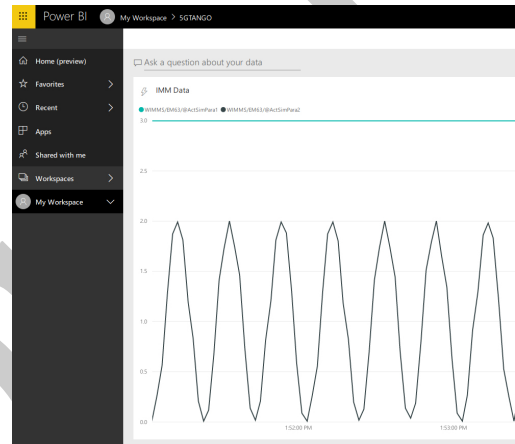 Power BI My Workspace > SGTANGO
Home (preview)
Favorites
Recent
Apps
Shared with me
Workspaces
My Workspace
Ask a question about your data
IMM Data
WIMMS/EM63/@ActSimPara1 WIMMS/EM63/@ActSimPara2
3.0
2.5
2.0
1.5
1.0
0.5
0.0
1:52:00 PM 1:53:00 PM